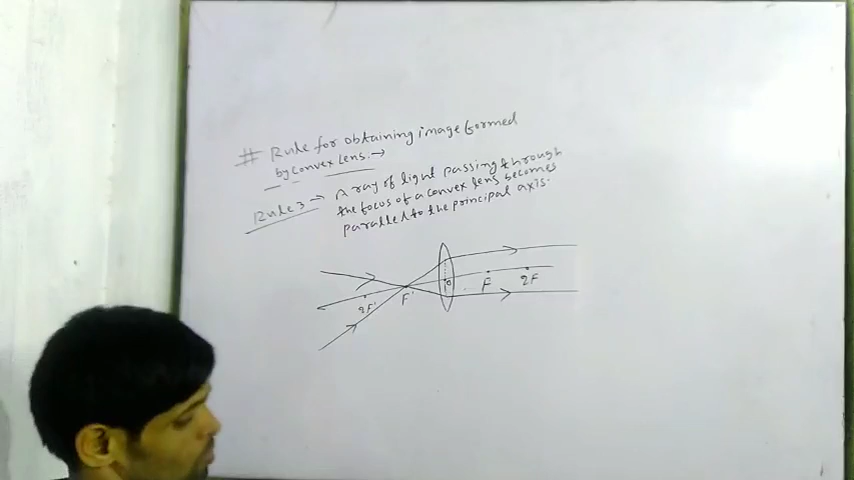 # Rule for obtaining image formed
by convex lens. →
Rule 3 → A ray of light passing through
the focus of a convex lens becomes
parallel to the principal axis.
2F' F' O F 2F